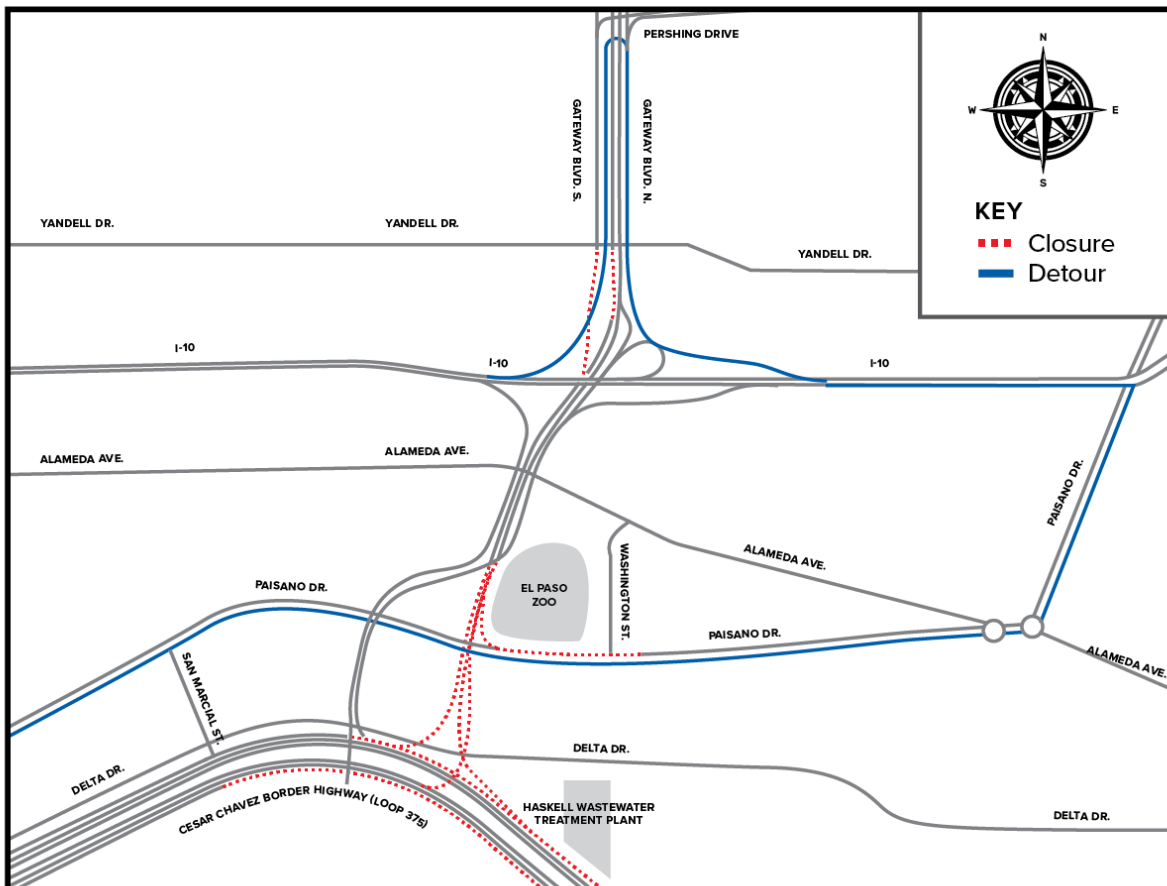 PERSHING DRIVE
N
W
E
S
KEY
Closure
Detour
GATEWAY BLVD. S.
GATEWAY BLVD. N.
YANDELL DR.
YANDELL DR.
YANDELL DR.
I-10
I-10
I-10
ALAMEDA AVE.
ALAMEDA AVE.
PAISANO DR.
ALAMEDA AVE.
WASHINGTON ST.
EL PASO
ZOO
PAISANO DR.
PAISANO DR.
ALAMEDA AVE.
SAN MARCIAL ST.
DELTA DR.
DELTA DR.
CESAR CHAVEZ BORDER HIGHWAY (LOOP 375)
HASKELL WASTEWATER
TREATMENT PLANT
DELTA DR.